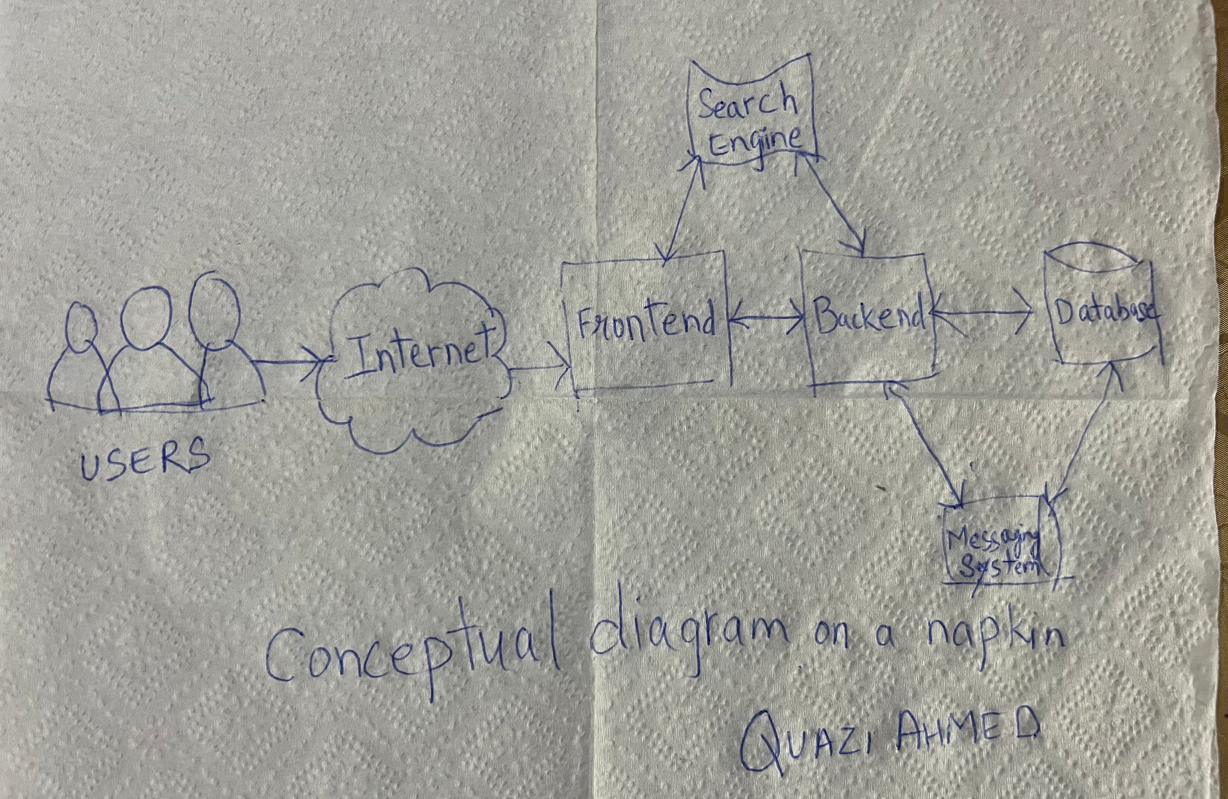 Search
Engine
Internet
Frontend
Backend
Database
USERS
Messaging
System
Conceptual diagram on a napkin
QUAZI AHMED